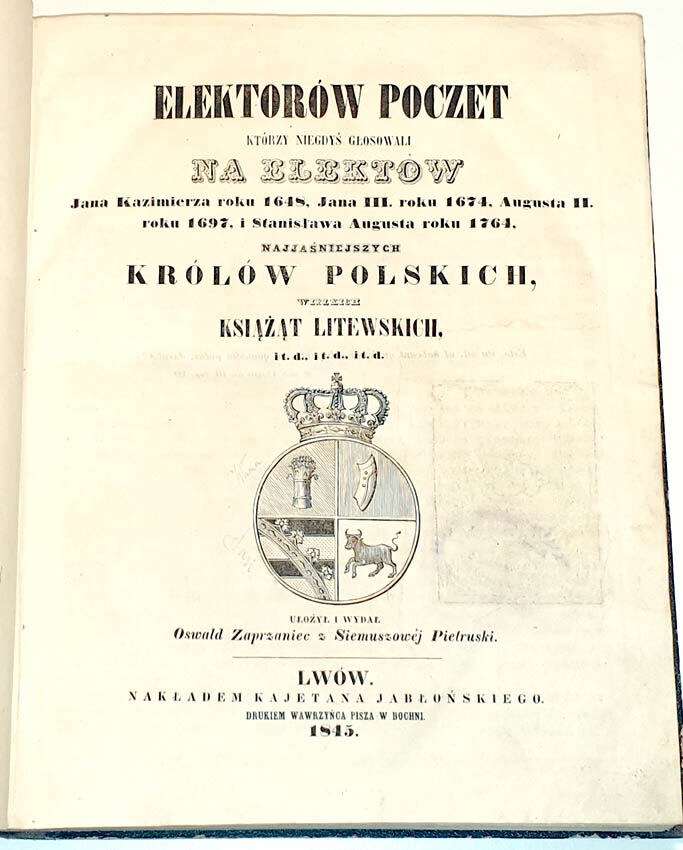 ELEKTORÓW POCZET
KTÓRZY NIEGDYŚ GŁOSOWALI
NA ELEKTÓW
Jana Kazimierza roku 1648, Jana III. roku 1674, Augusta II.
roku 1697, i Stanisława Augusta roku 1764,
NAJJAŚNIEJSZYCH
KRÓLÓW POLSKICH,
WIELKICH
KSIĄŻĄT LITEWSKICH,
i t. d., i t. d., i t. d.
UŁOŻYŁ I WYDAŁ
Oswald Zaprzaniec z Siemuszowéj Pietruski.
LWÓW.
NAKŁADEM KAJETANA JABŁOŃSKIEGO.
DRUKIEM WAWRZYŃCA PISZA W BOCHNI.
1845.